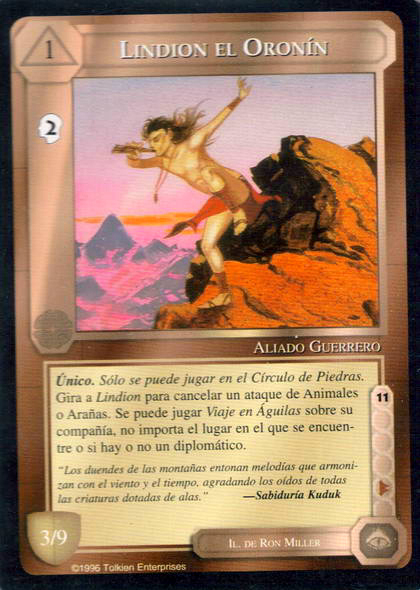 1
LINDION EL ORONÍN
2
ALIADO GUERRERO
Único. Sólo se puede jugar en el Círculo de Piedras.
Gira a Lindion para cancelar un ataque de Animales
o Arañas. Se puede jugar Viaje en Águilas sobre su
compañía, no importa el lugar en el que se encuen-
tre o si hay o no un diplomático.
11
“Los duendes de las montañas entonan melodías que armoni-
zan con el viento y el tiempo, agradando los oídos de todas
las criaturas dotadas de alas.” —Sabiduría Kuduk
3/9
IL. DE RON MILLER
©1996 Tolkien Enterprises